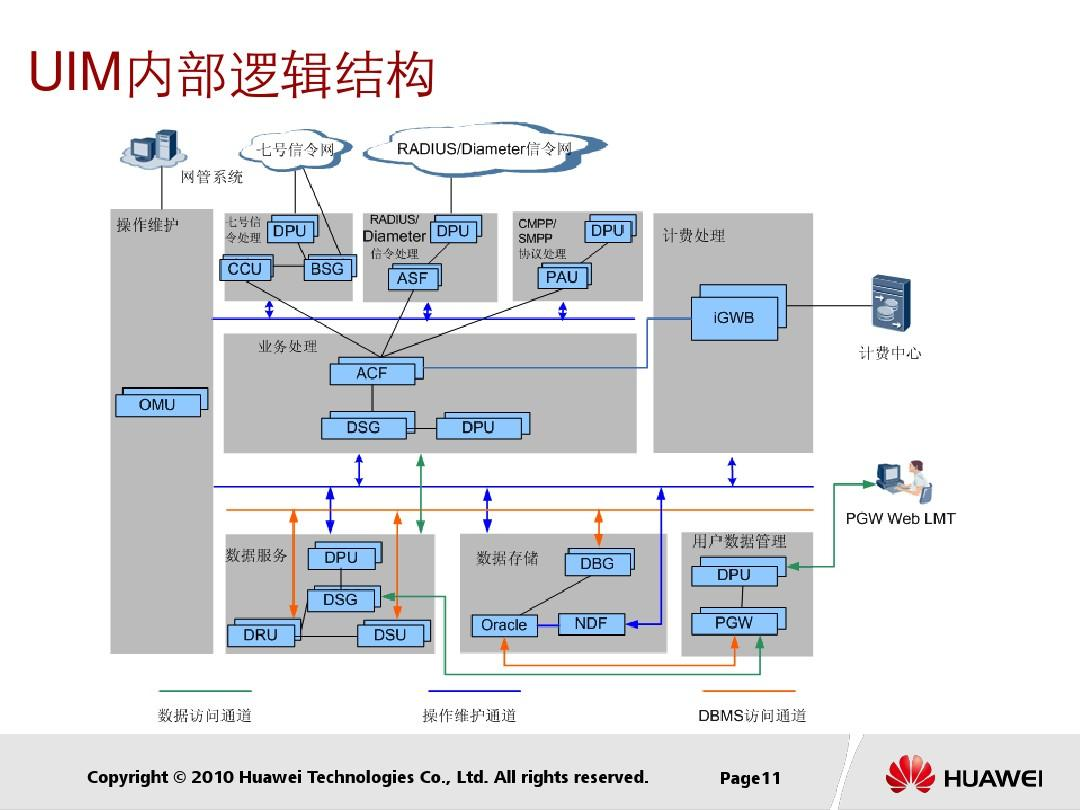 UIM内部逻辑结构
七号信令网
RADIUS/Diameter信令网
网管系统
操作维护
七号信
令处理
DPU
CCU
BSG
RADIUS/
Diameter
信令处理
DPU
ASF
CMPP/
SMPP
协议处理
DPU
PAU
计费处理
iGWB
计费中心
业务处理
ACF
DSG
DPU
OMU
PGW Web LMT
数据服务
DPU
DSG
DRU
DSU
数据存储
DBG
Oracle
NDF
用户数据管理
DPU
PGW
数据访问通道
操作维护通道
DBMS访问通道
Copyright © 2010 Huawei Technologies Co., Ltd. All rights reserved.
Page11
HUAWEI